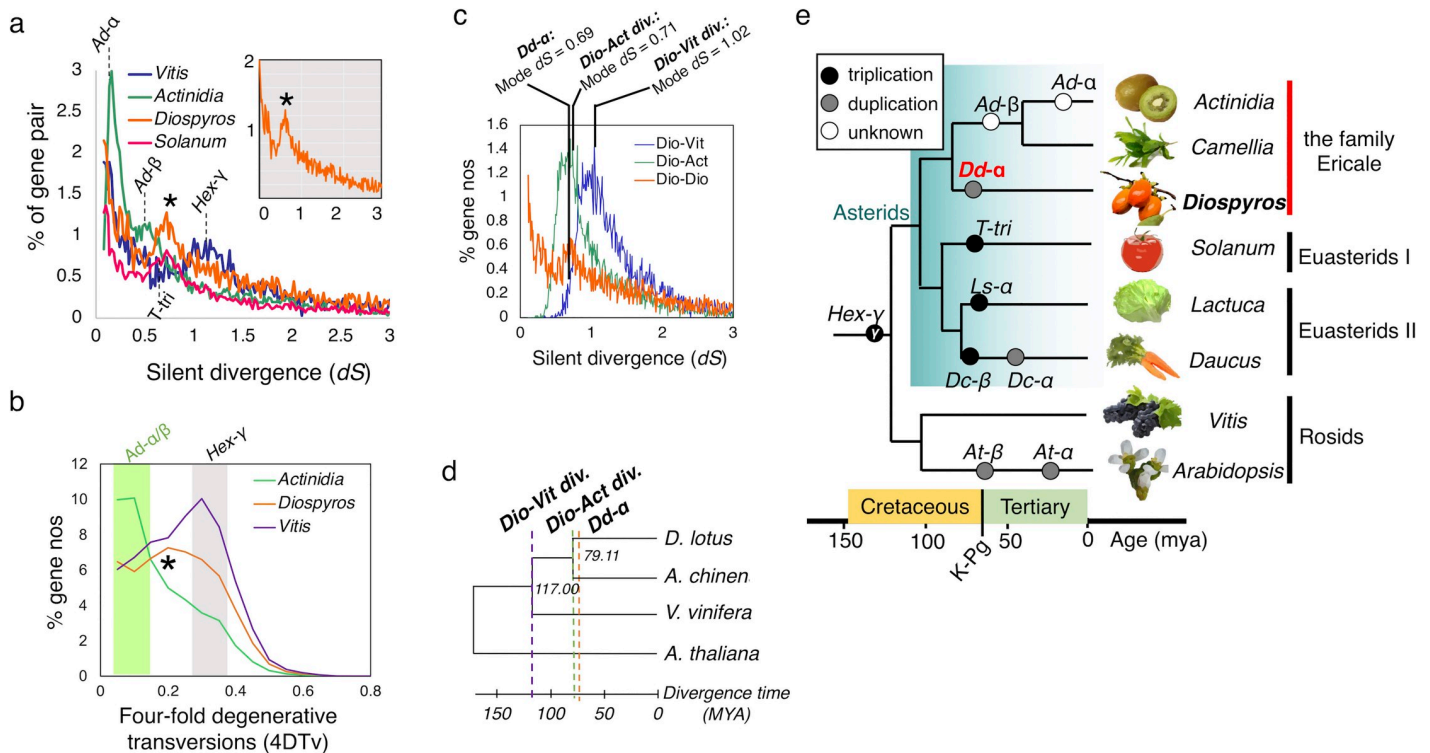 a
Ad-α
% of gene pair
3
2.5
2
1.5
1
0.5
0
Vitis
Actinidia
Diospyros
Solanum
Ad-β
*
Hex-γ
T-tri
0 0.5 1 1.5 2 2.5 3
Silent divergence (dS)
2
1
*
0 1 2 3
b
Ad-α/β
Hex-γ
% gene nos
12
10
8
6
4
2
0
Actinidia
Diospyros
Vitis
*
0 0.2 0.4 0.6 0.8
Four-fold degenerative
transversions (4DTv)
c
Dd-α:
Mode dS = 0.69
Dio-Act div.:
Mode dS = 0.71
Dio-Vit div.:
Mode dS = 1.02
% gene nos
1.6
1.4
1.2
1.0
0.8
0.6
0.4
0.2
0
Dio-Vit
Dio-Act
Dio-Dio
0 1 2 3
Silent divergence (dS)
d
Dio-Vit div.
Dio-Act div.
Dd-α
D. lotus
79.11
A. chinen
117.00
V. vinifera
A. thaliana
Divergence time
150 100 50 0 (MYA)
e
triplication
duplication
unknown
Ad-α
Ad-β
Actinidia
Camellia
the family
Ericale
Dd-α
Diospyros
Asterids
T-tri
Solanum
Euasterids I
Ls-α
Lactuca
Euasterids II
Hex-γ
γ
Daucus
Dc-β
Dc-α
Vitis
Rosids
At-β
At-α
Arabidopsis
Cretaceous
Tertiary
150 100 50 0 Age (mya)
K-Pg